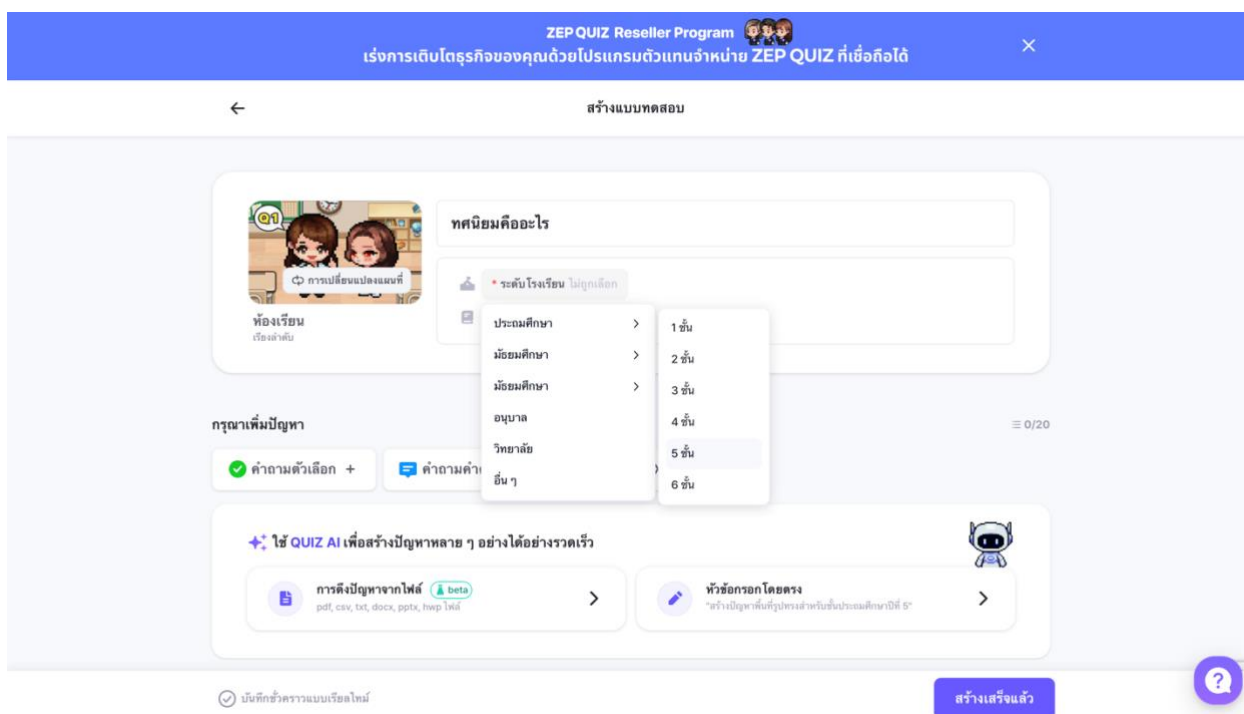 ZEP QUIZ Reseller Program
เร่งการเติบโตธุรกิจของคุณด้วยโปรแกรมตัวแทนจำหน่าย ZEP QUIZ ที่เชื่อถือได้
สร้างแบบทดสอบ
Q1
การเปลี่ยนแปลงแผนที่
ห้องเรียน
เรียงลำดับ
ทศนิยมคืออะไร
* ระดับโรงเรียน ไม่ถูกเลือก
ประถมศึกษา
มัธยมศึกษา
มัธยมศึกษา
อนุบาล
วิทยาลัย
อื่น ๆ
1 ชั้น
2 ชั้น
3 ชั้น
4 ชั้น
5 ชั้น
6 ชั้น
กรุณาเพิ่มปัญหา
0/20
คำถามตัวเลือก +
ใช้ QUIZ AI เพื่อสร้างปัญหาหลาย ๆ อย่างได้อย่างรวดเร็ว
การดึงปัญหาจากไฟล์ beta
pdf, csv, txt, docx, pptx, hwp ไฟล์
หัวข้อกรอกโดยตรง
"สร้างปัญหาพื้นที่รูปทรงสำหรับชั้นประถมศึกษาปีที่ 5"
บันทึกชั่วคราวแบบเรียลไทม์
สร้างเสร็จแล้ว